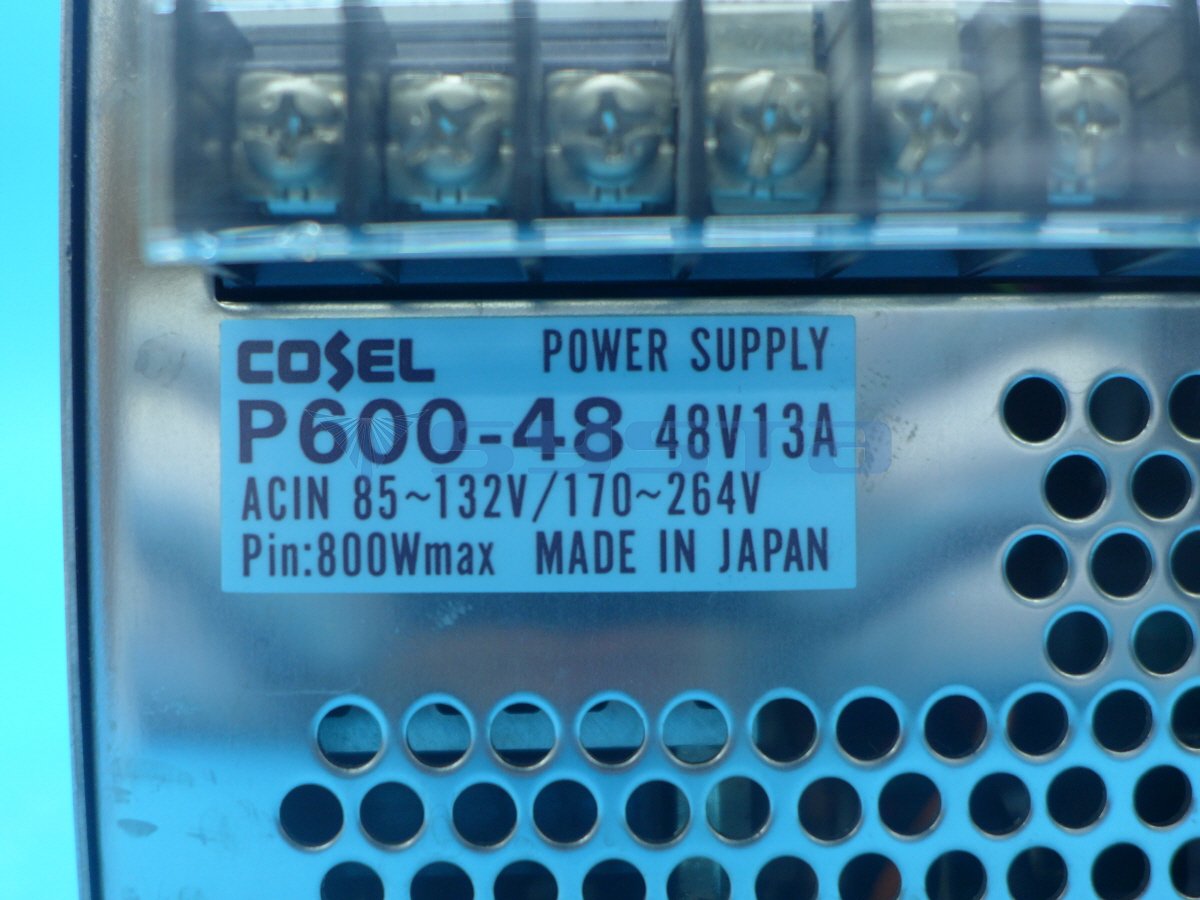 COSEL POWER SUPPLY
P600-48 48V13A
ACIN 85~132V/170~264V
Pin:800Wmax MADE IN JAPAN